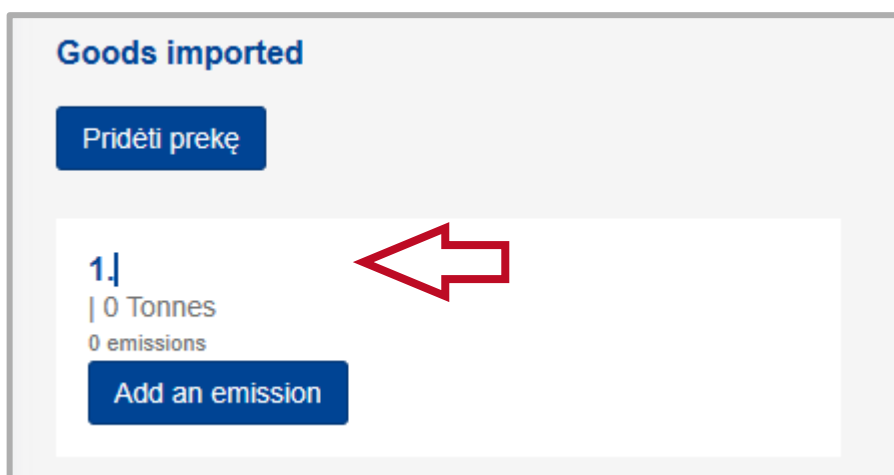 Goods imported
Pridėti prekę
1.|
| 0 Tonnes
0 emissions
Add an emission